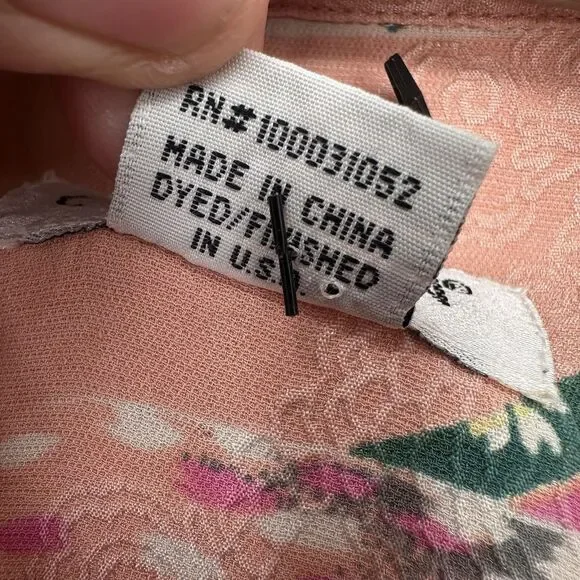 RN#100031052
MADE IN CHINA
DYED/FINISHED
IN U.S.